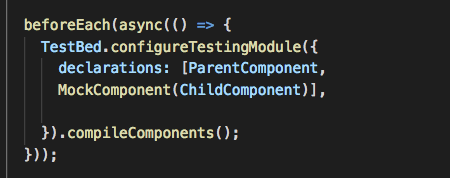 beforeEach(async(() => {
  TestBed.configureTestingModule({
    declarations: [ParentComponent,
    MockComponent(ChildComponent)],
  }).compileComponents();
}));